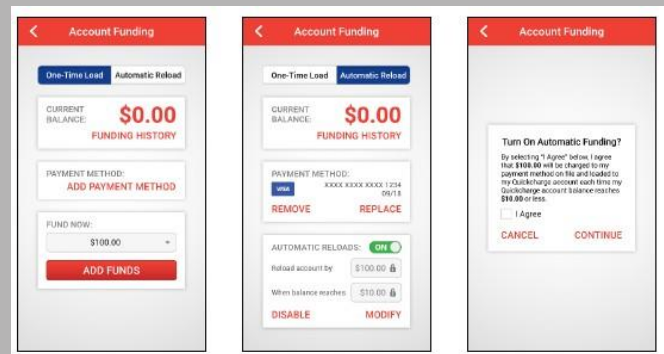 Account Funding
One-Time Load Automatic Reload
CURRENT
BALANCE:
$0.00
FUNDING HISTORY
PAYMENT METHOD:
ADD PAYMENT METHOD
FUND NOW:
$100.00
ADD FUNDS
Account Funding
One-Time Load Automatic Reload
CURRENT
BALANCE:
$0.00
FUNDING HISTORY
PAYMENT METHOD:
VISA
XXXX XXXX XXXX 1234
09/18
REMOVE REPLACE
AUTOMATIC RELOADS: ON
Reload account by $100.00
When balance reaches $10.00
DISABLE MODIFY
Account Funding
Turn On Automatic Funding?
By selecting "I Agree" below, I agree
that $100.00 will be charged to my
payment method on file and loaded to
my Quickcharge account each time my
Quickcharge account balance reaches
$10.00 or less.
I Agree
CANCEL CONTINUE